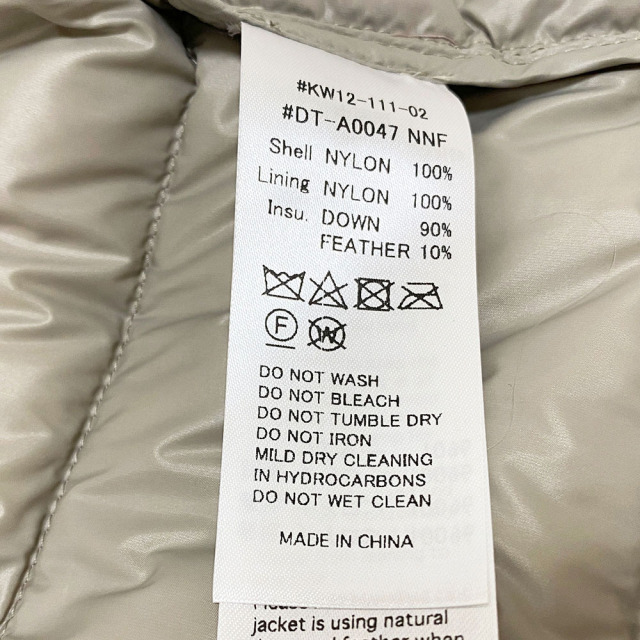 #KW12-111-02
#DT-A0047 NNF
Shell NYLON 100%
Lining NYLON 100%
Insu. DOWN 90%
FEATHER 10%
F W
DO NOT WASH
DO NOT BLEACH
DO NOT TUMBLE DRY
DO NOT IRON
MILD DRY CLEANING
IN HYDROCARBONS
DO NOT WET CLEAN
MADE IN CHINA
jacket is using natural
when